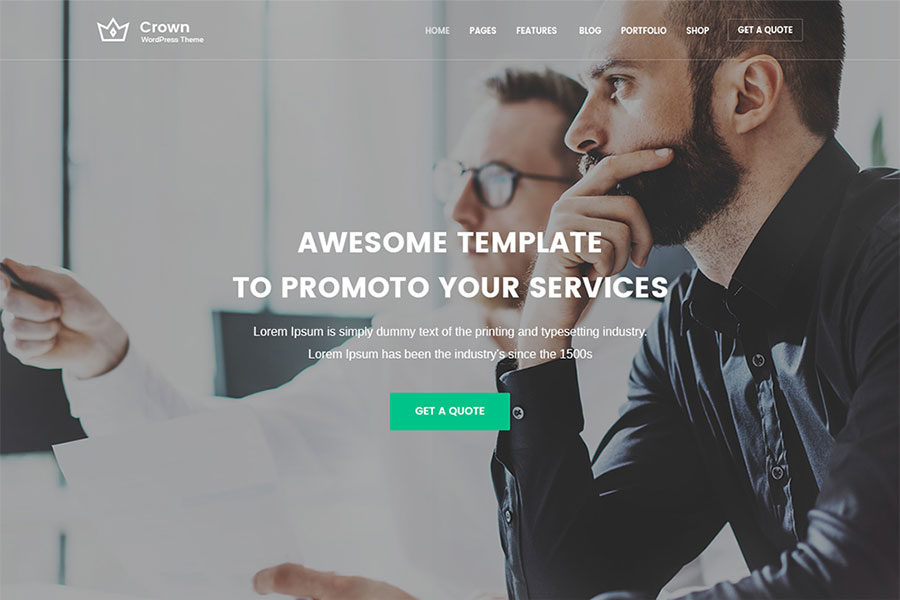 Crown
WordPress Theme
HOME PAGES FEATURES BLOG PORTFOLIO SHOP GET A QUOTE
AWESOME TEMPLATE
TO PROMOTO YOUR SERVICES
Lorem Ipsum is simply dummy text of the printing and typesetting industry.
Lorem Ipsum has been the industry's since the 1500s
GET A QUOTE